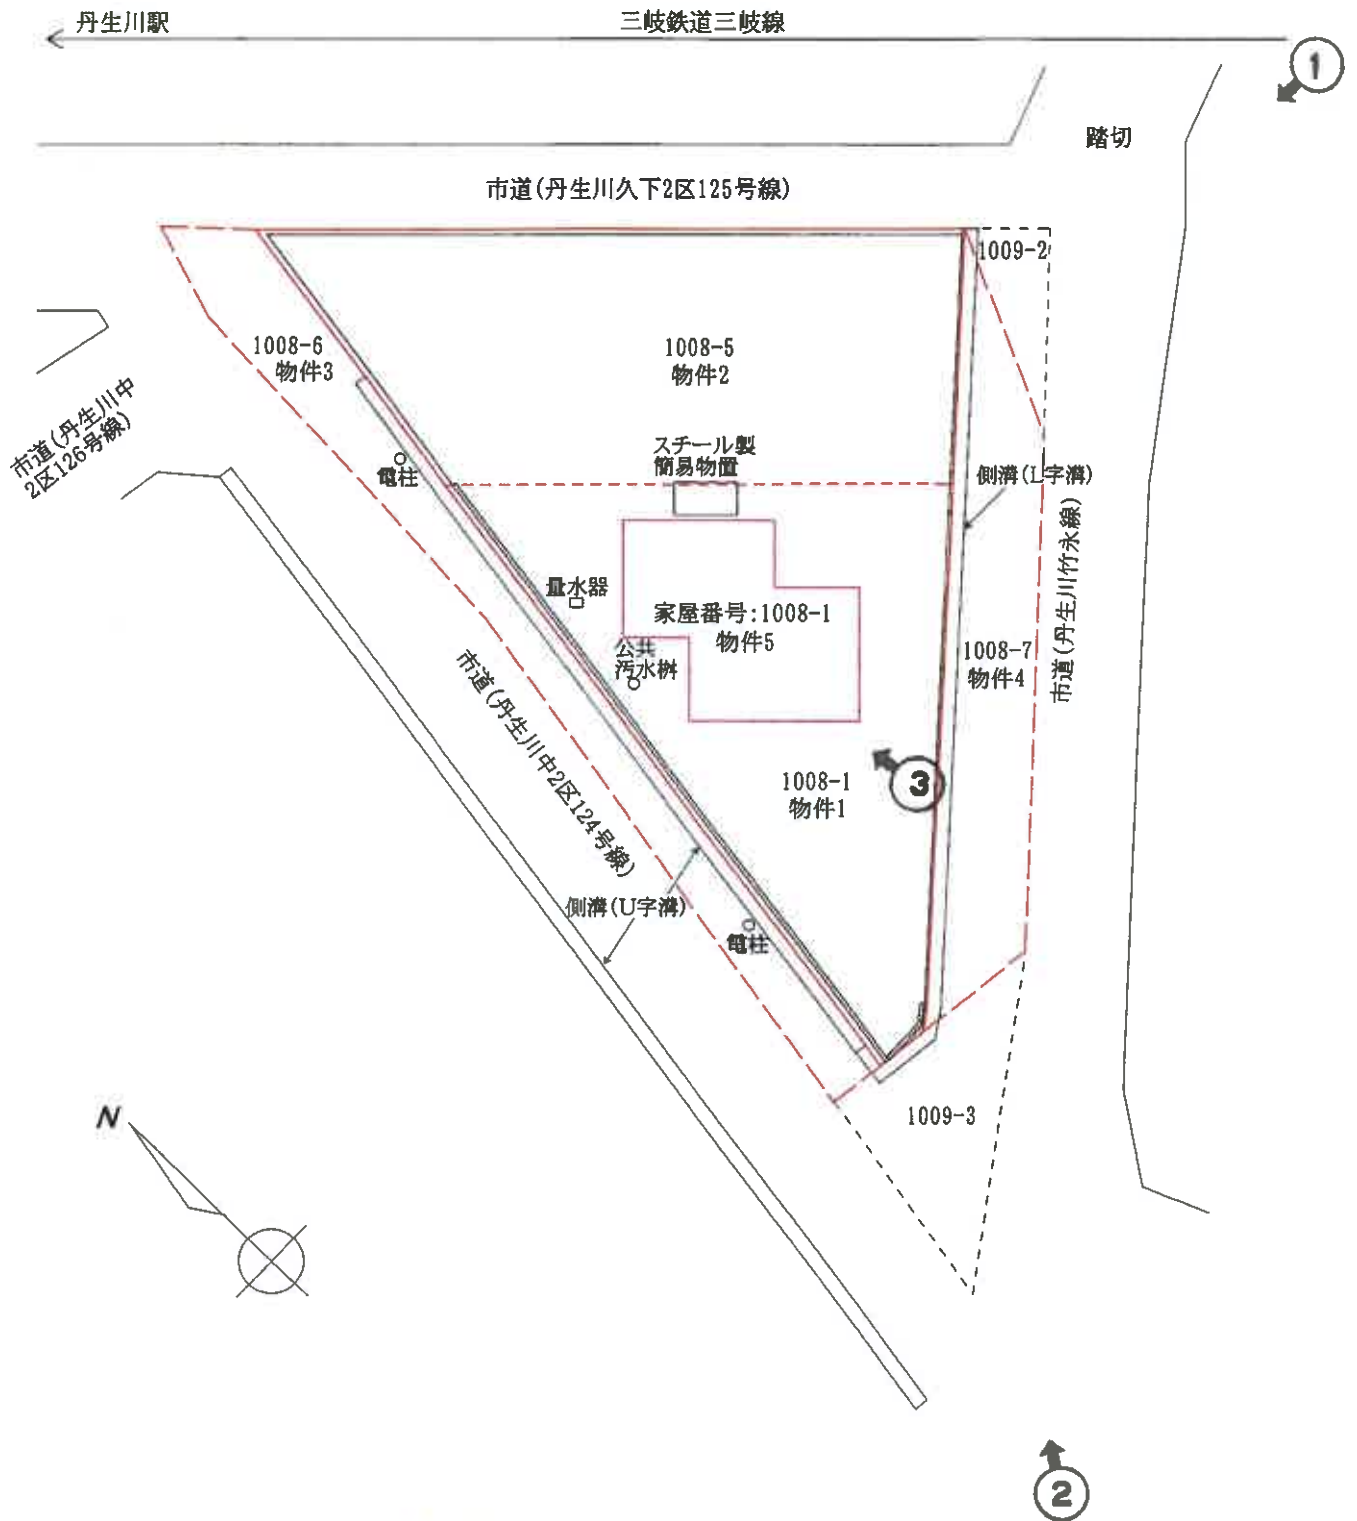 丹生川駅
三岐鉄道三岐線
1
踏切
市道(丹生川久下2区125号線)
1009-2
1008-6
物件3
1008-5
物件2
市道(丹生川中
2区126号線)
電柱
スチール製
簡易物置
側溝(L字溝)
市道(丹生川竹永線)
量水器
家屋番号:1008-1
物件5
公共
汚水桝
1008-7
物件4
市道(丹生川中2区124号線)
1008-1
物件1
3
側溝(U字溝)
電柱
1009-3
N
2